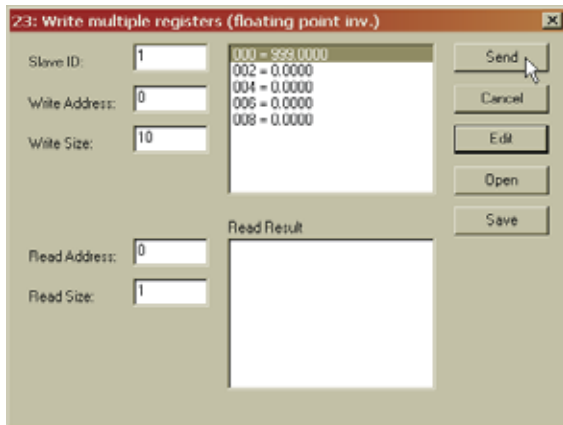 23: Write multiple registers (floating point inv.)
Slave ID: 1
Write Address: 0
Write Size: 10
000 = 999.0000
002 = 0.0000
004 = 0.0000
006 = 0.0000
008 = 0.0000
Send
Cancel
Edit
Open
Save
Read Address: 0
Read Size: 1
Read Result